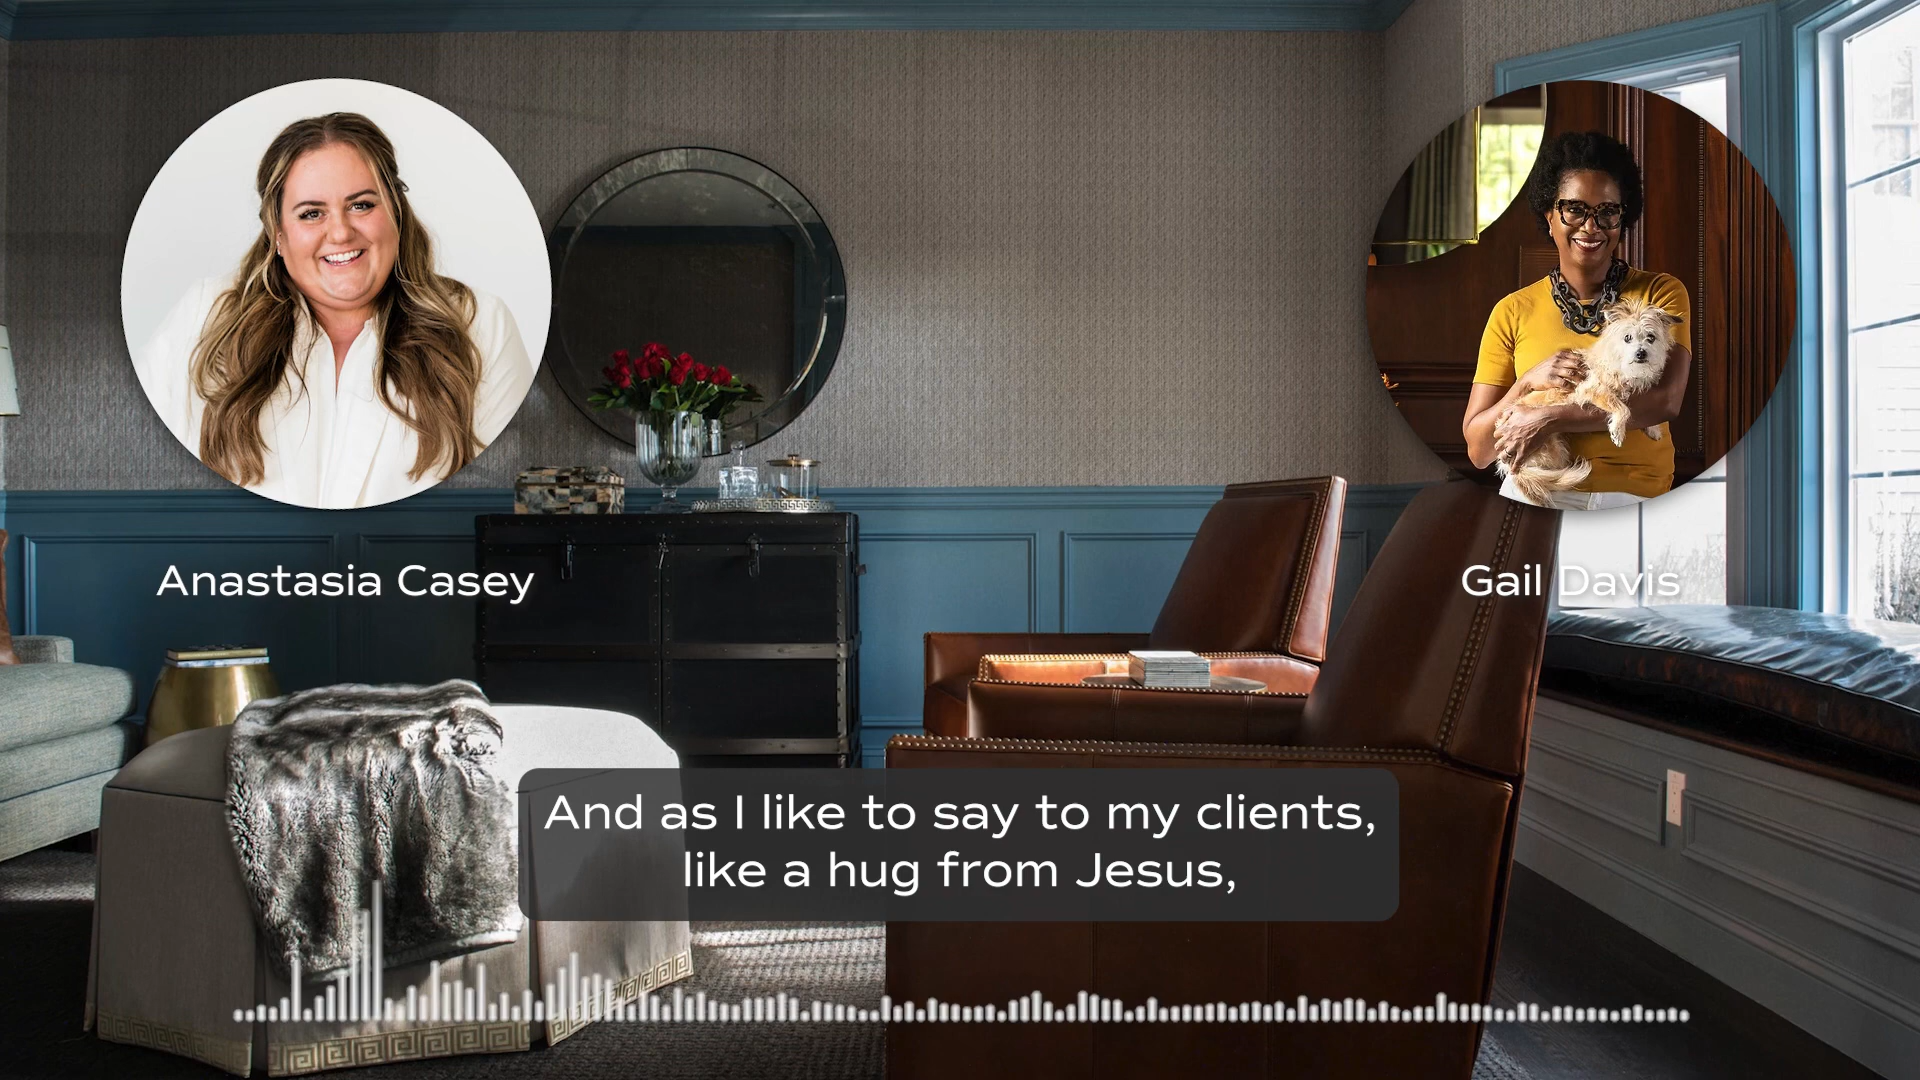 Anastasia Casey
Gail Davis
And as I like to say to my clients,
like a hug from Jesus,